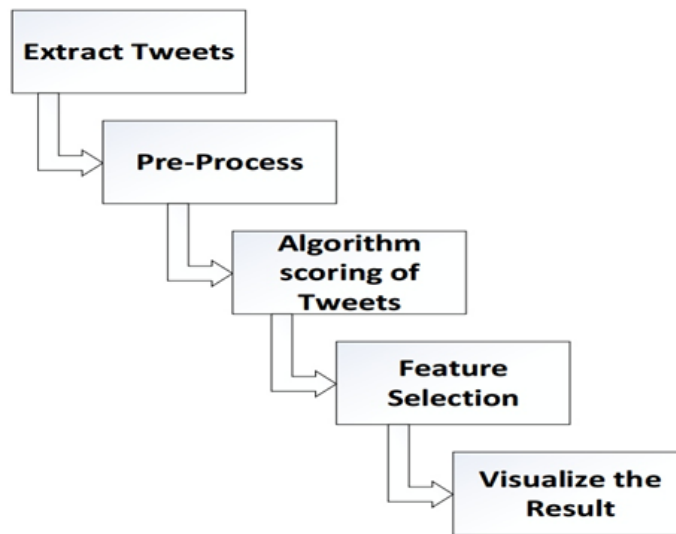 Extract Tweets
Pre-Process
Algorithm
scoring of
Tweets
Feature
Selection
Visualize the
Result